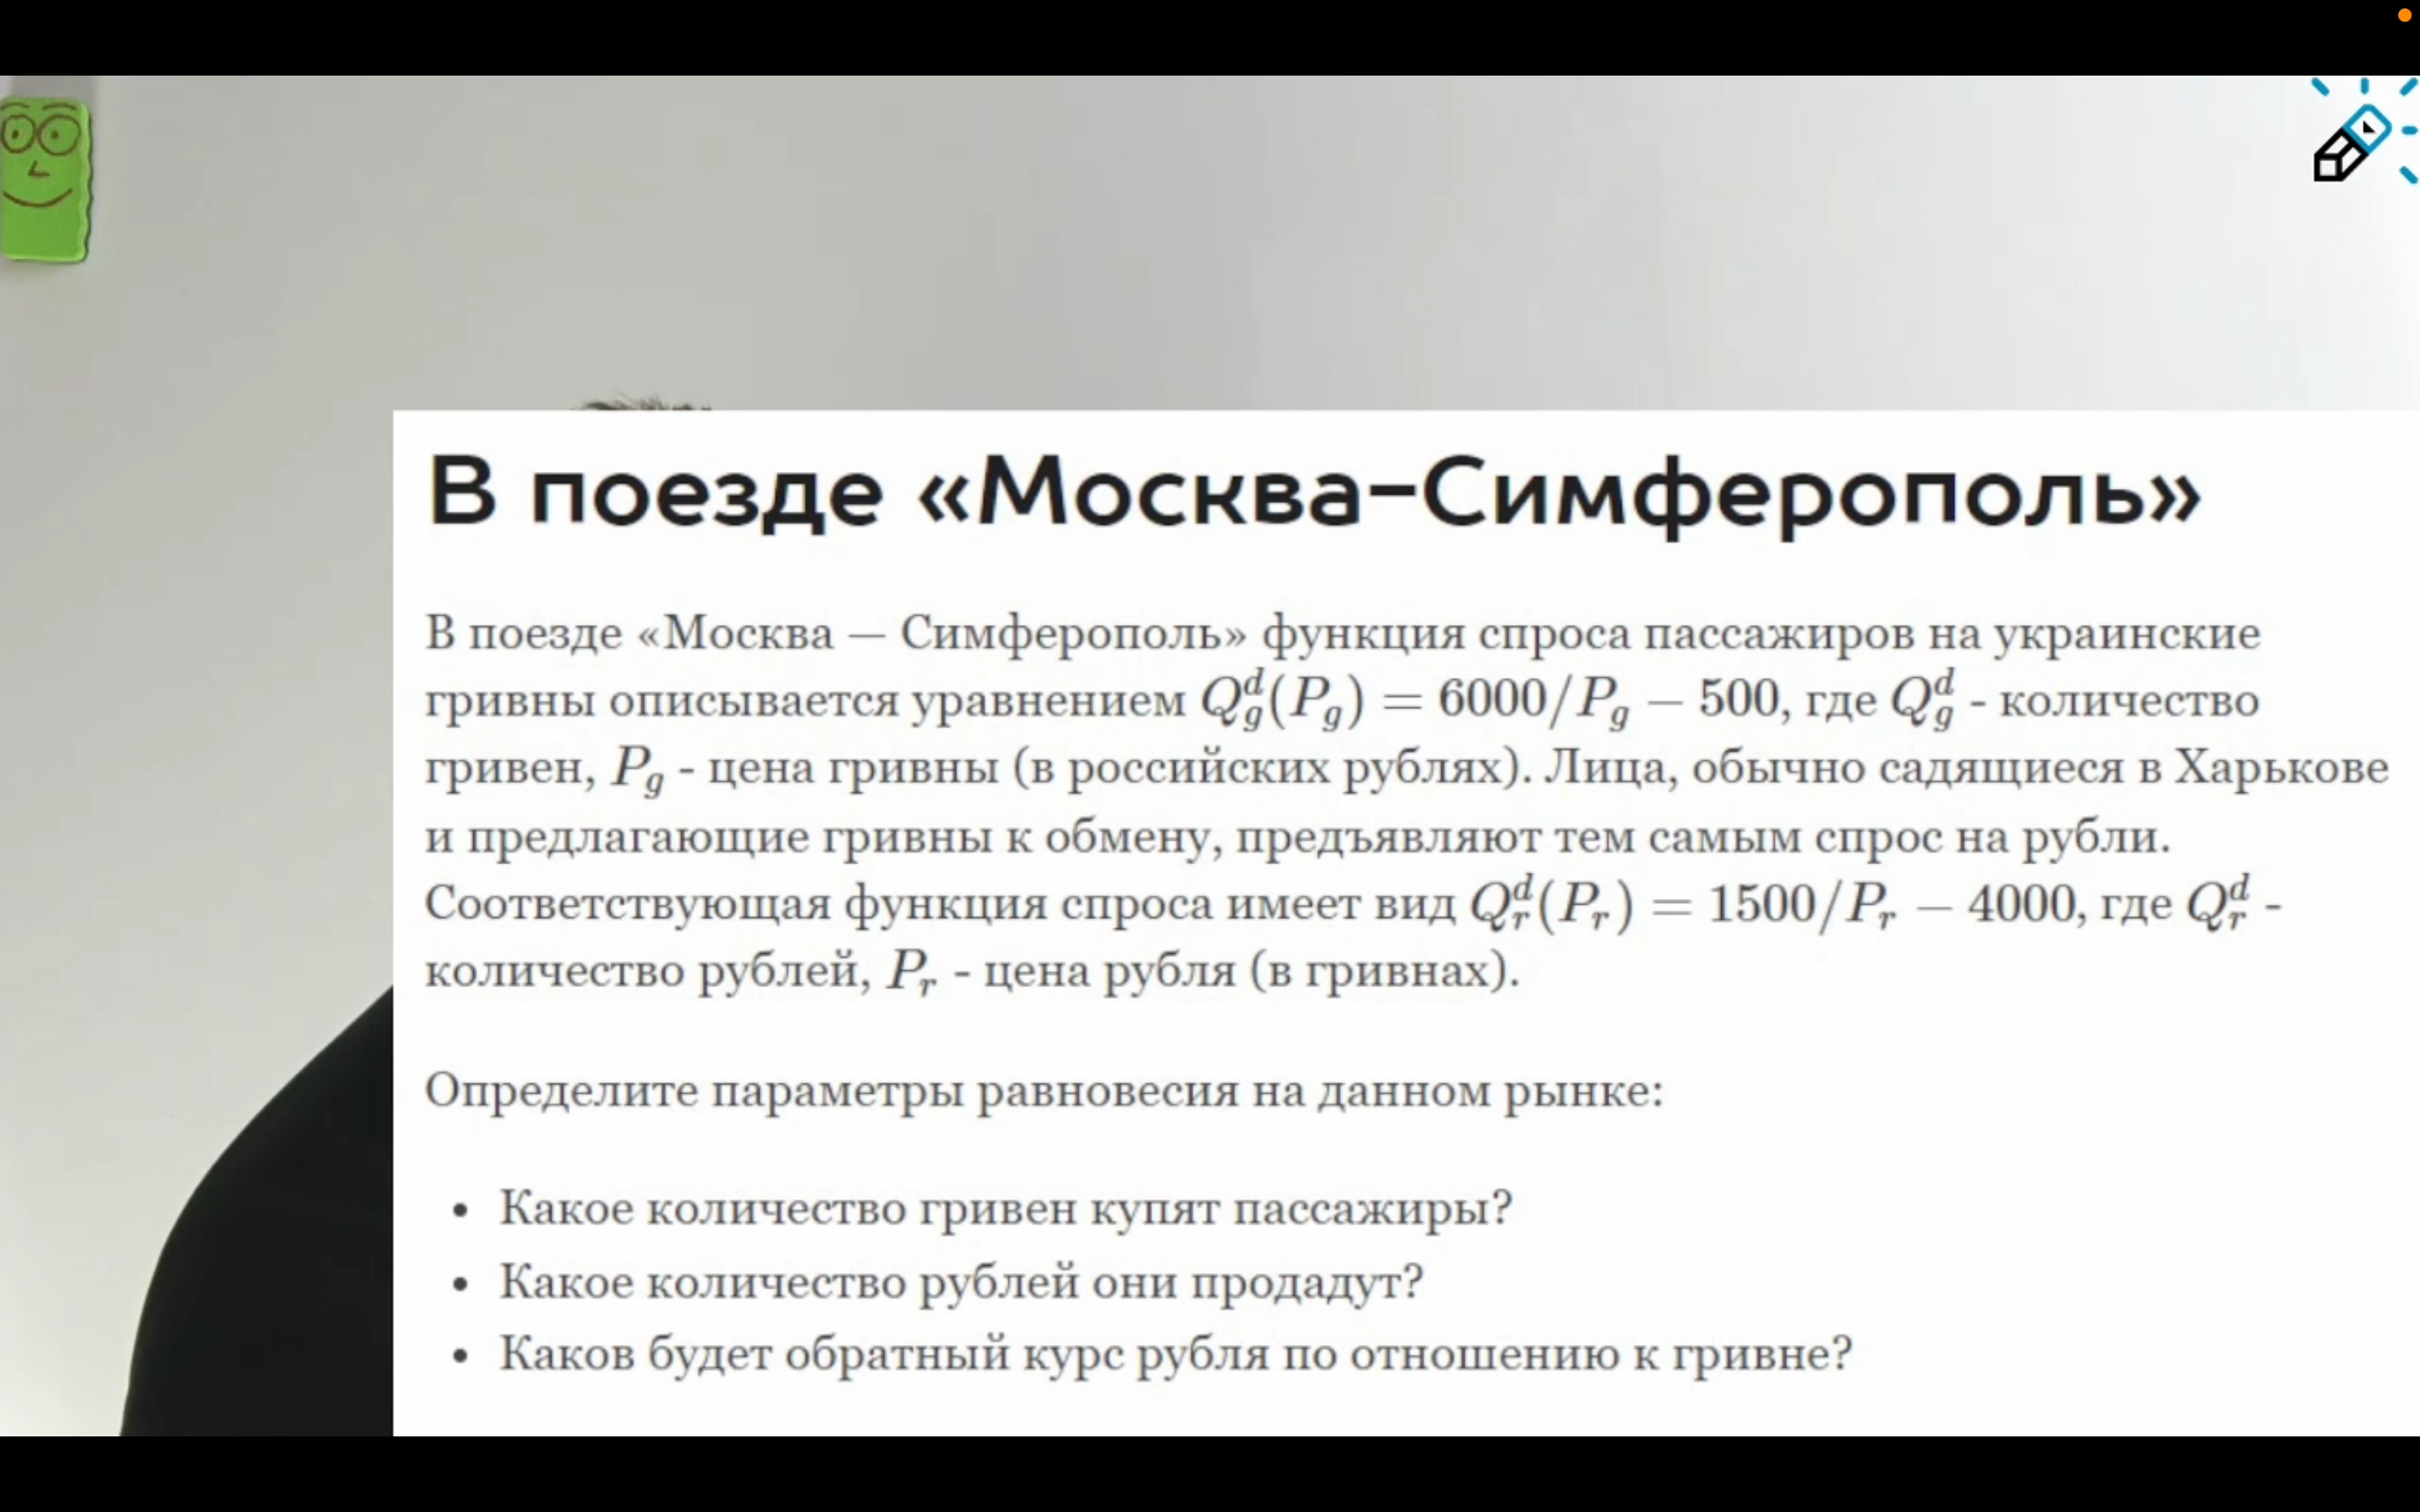 В поезде «Москва–Симферополь»
В поезде «Москва — Симферополь» функция спроса пассажиров на украинские
гривны описывается уравнением $Q_g^d(P_g) = 6000/P_g - 500$, где $Q_g^d$ - количество
гривен, $P_g$ - цена гривны (в российских рублях). Лица, обычно садящиеся в Харькове
и предлагающие гривны к обмену, предъявляют тем самым спрос на рубли.
Соответствующая функция спроса имеет вид $Q_r^d(P_r) = 1500/P_r - 4000$, где $Q_r^d$ -
количество рублей, $P_r$ - цена рубля (в гривнах).
Определите параметры равновесия на данном рынке:
• Какое количество гривен купят пассажиры?
• Какое количество рублей они продадут?
• Каков будет обратный курс рубля по отношению к гривне?